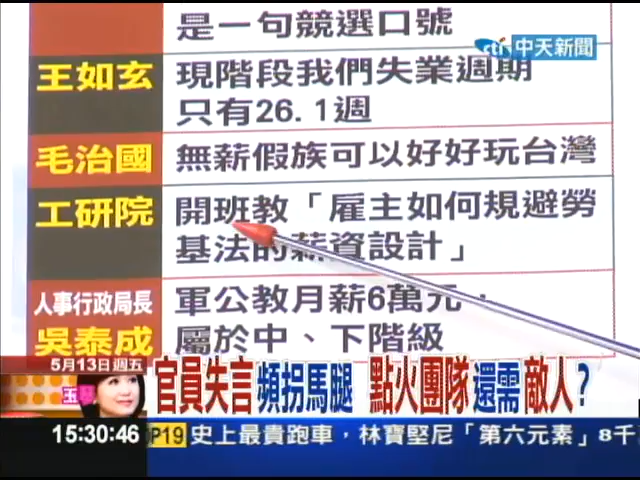 是一句競選口號
cti 中天新聞
王如玄
現階段我們失業週期
只有26.1週
毛治國
無薪假族可以好好玩台灣
工研院
開班教「雇主如何規避勞
基法的薪資設計」
人事行政局長
吳泰成
軍公教月薪6萬元，
屬於中、下階級
5月13日週五
官員失言頻拐馬腿 點火團隊還需敵人?
15:30:46
P19 史上最貴跑車，林寶堅尼「第六元素」8千